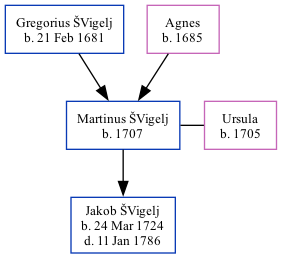 Gregorius ŠVigelj
b. 21 Feb 1681
Agnes
b. 1685
Martinus ŠVigelj
b. 1707
Ursula
b. 1705
Jakob ŠVigelj
b. 24 Mar 1724
d. 11 Jan 1786